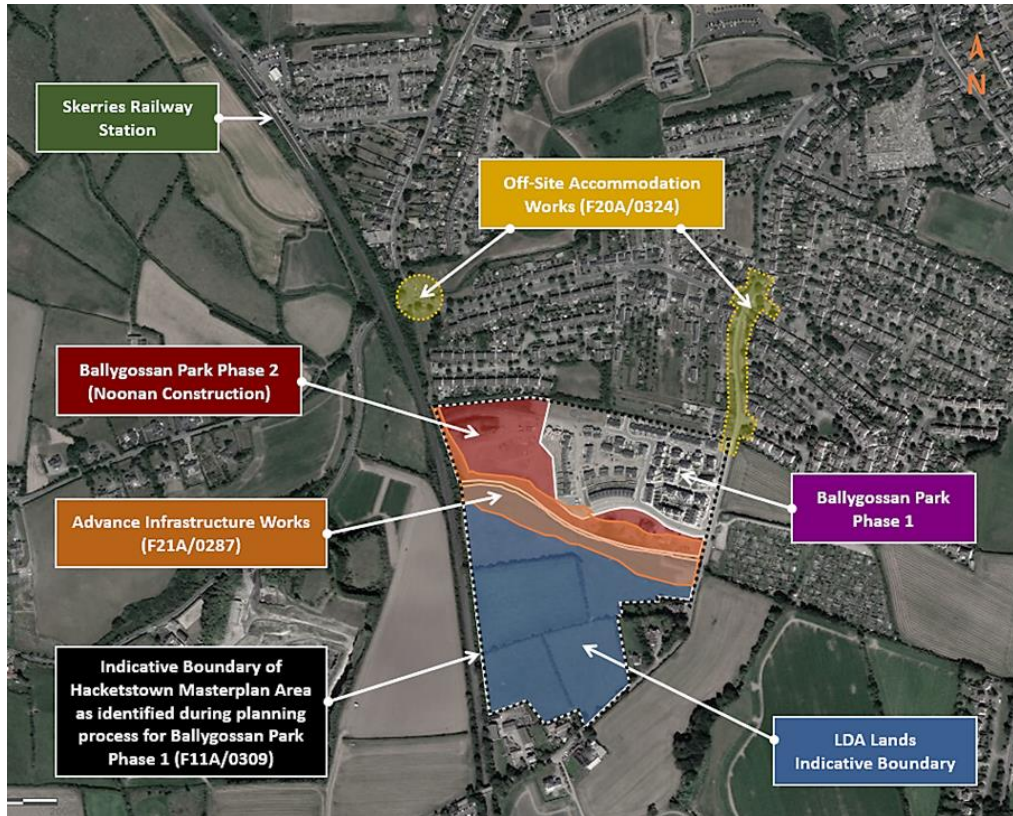 N
Skerries Railway
Station
Off-Site Accommodation
Works (F20A/0324)
Ballygossan Park Phase 2
(Noonan Construction)
Advance Infrastructure Works
(F21A/0287)
Ballygossan Park
Phase 1
Indicative Boundary of
Hacketstown Masterplan Area
as identified during planning
process for Ballygossan Park
Phase 1 (F11A/0309)
LDA Lands
Indicative Boundary